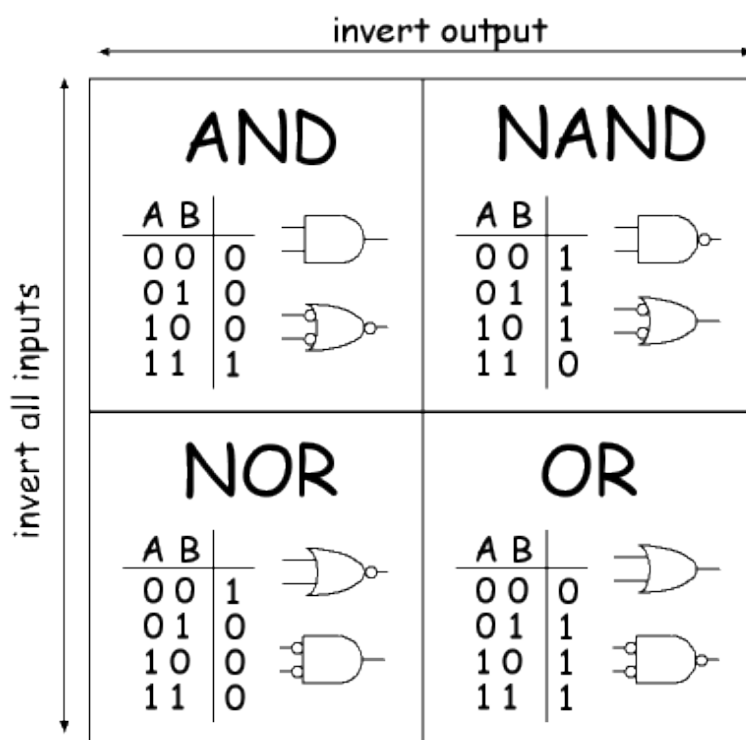 invert output
invert all inputs
AND
A B
0 0 0
0 1 0
1 0 0
1 1 1
NAND
A B
0 0 1
0 1 1
1 0 1
1 1 0
NOR
A B
0 0 1
0 1 0
1 0 0
1 1 0
OR
A B
0 0 0
0 1 1
1 0 1
1 1 1